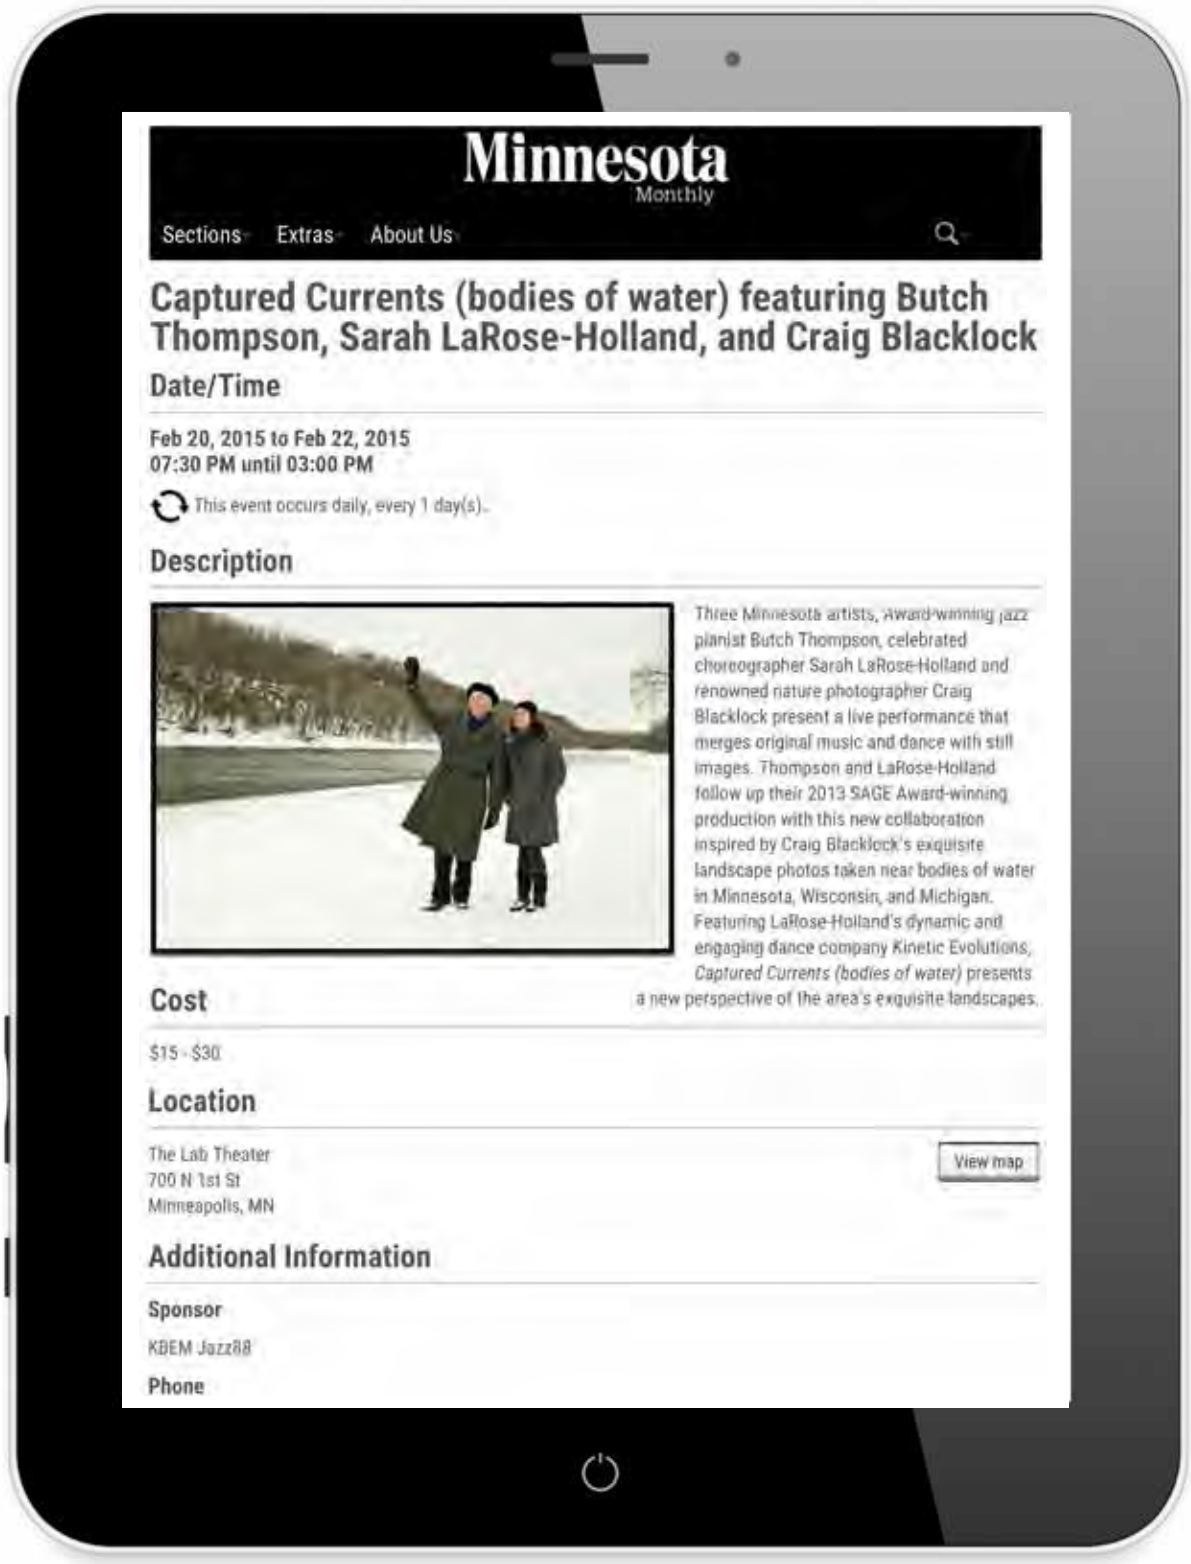 Minnesota
Monthly
Sections Extras About Us
Captured Currents (bodies of water) featuring Butch
Thompson, Sarah LaRose-Holland, and Craig Blacklock
Date/Time
Feb 20, 2015 to Feb 22, 2015
07:30 PM until 03:00 PM
This event occurs daily, every 1 day(s).
Description
Three Minnesota artists, Award-winning jazz
pianist Butch Thompson, celebrated
choreographer Sarah LaRose-Holland and
renowned nature photographer Craig
Blacklock present a live performance that
merges original music and dance with still
images. Thompson and LaRose-Holland
follow up their 2013 SAGE Award-winning
production with this new collaboration
inspired by Craig Blacklock's exquisite
landscape photos taken near bodies of water
in Minnesota, Wisconsin, and Michigan.
Featuring LaRose-Holland's dynamic and
engaging dance company Kinetic Evolutions,
Captured Currents (bodies of water) presents
a new perspective of the area's exquisite landscapes.
Cost
$15 - $30
Location
The Lab Theater
700 N 1st St
Minneapolis, MN
View map
Additional Information
Sponsor
KBEM Jazz88
Phone